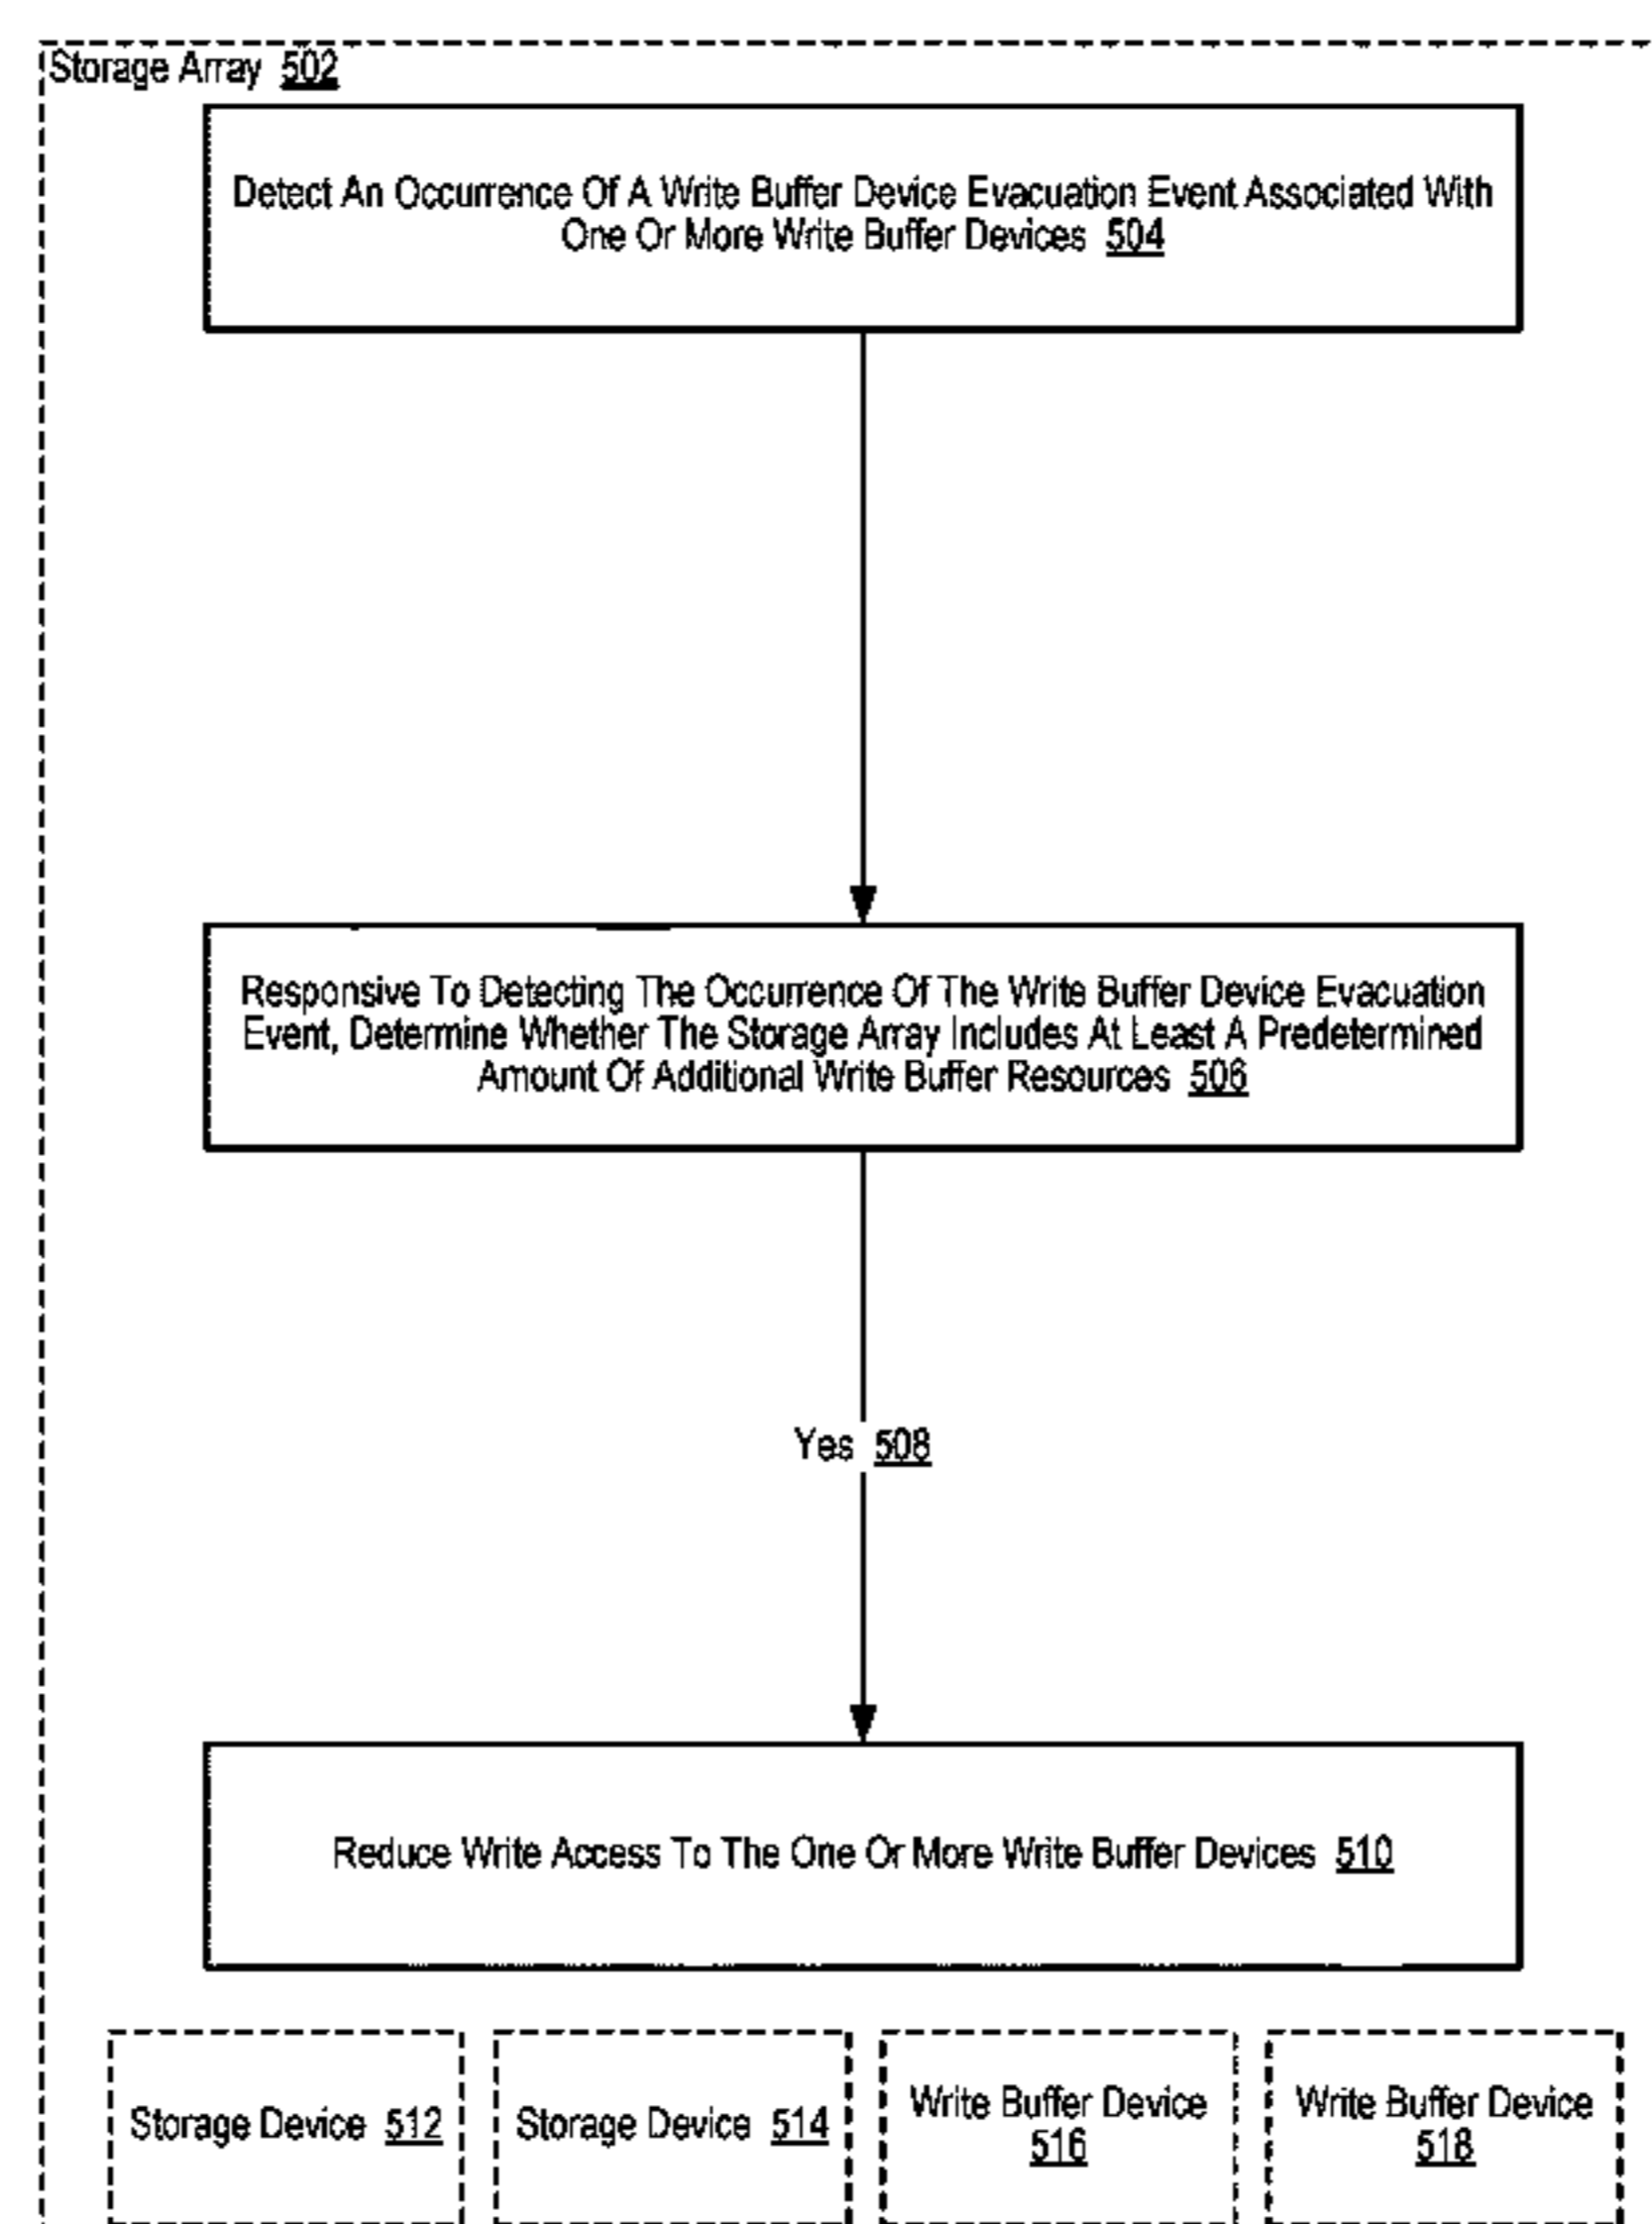 Storage Array 502
Detect An Occurrence Of A Write Buffer Device Evacuation Event Associated With
One Or More Write Buffer Devices 504
Responsive To Detecting The Occurrence Of The Write Buffer Device Evacuation
Event, Determine Whether The Storage Array Includes At Least A Predetermined
Amount Of Additional Write Buffer Resources 506
Yes 508
Reduce Write Access To The One Or More Write Buffer Devices 510
Storage Device 512
Storage Device 514
Write Buffer Device
516
Write Buffer Device
518